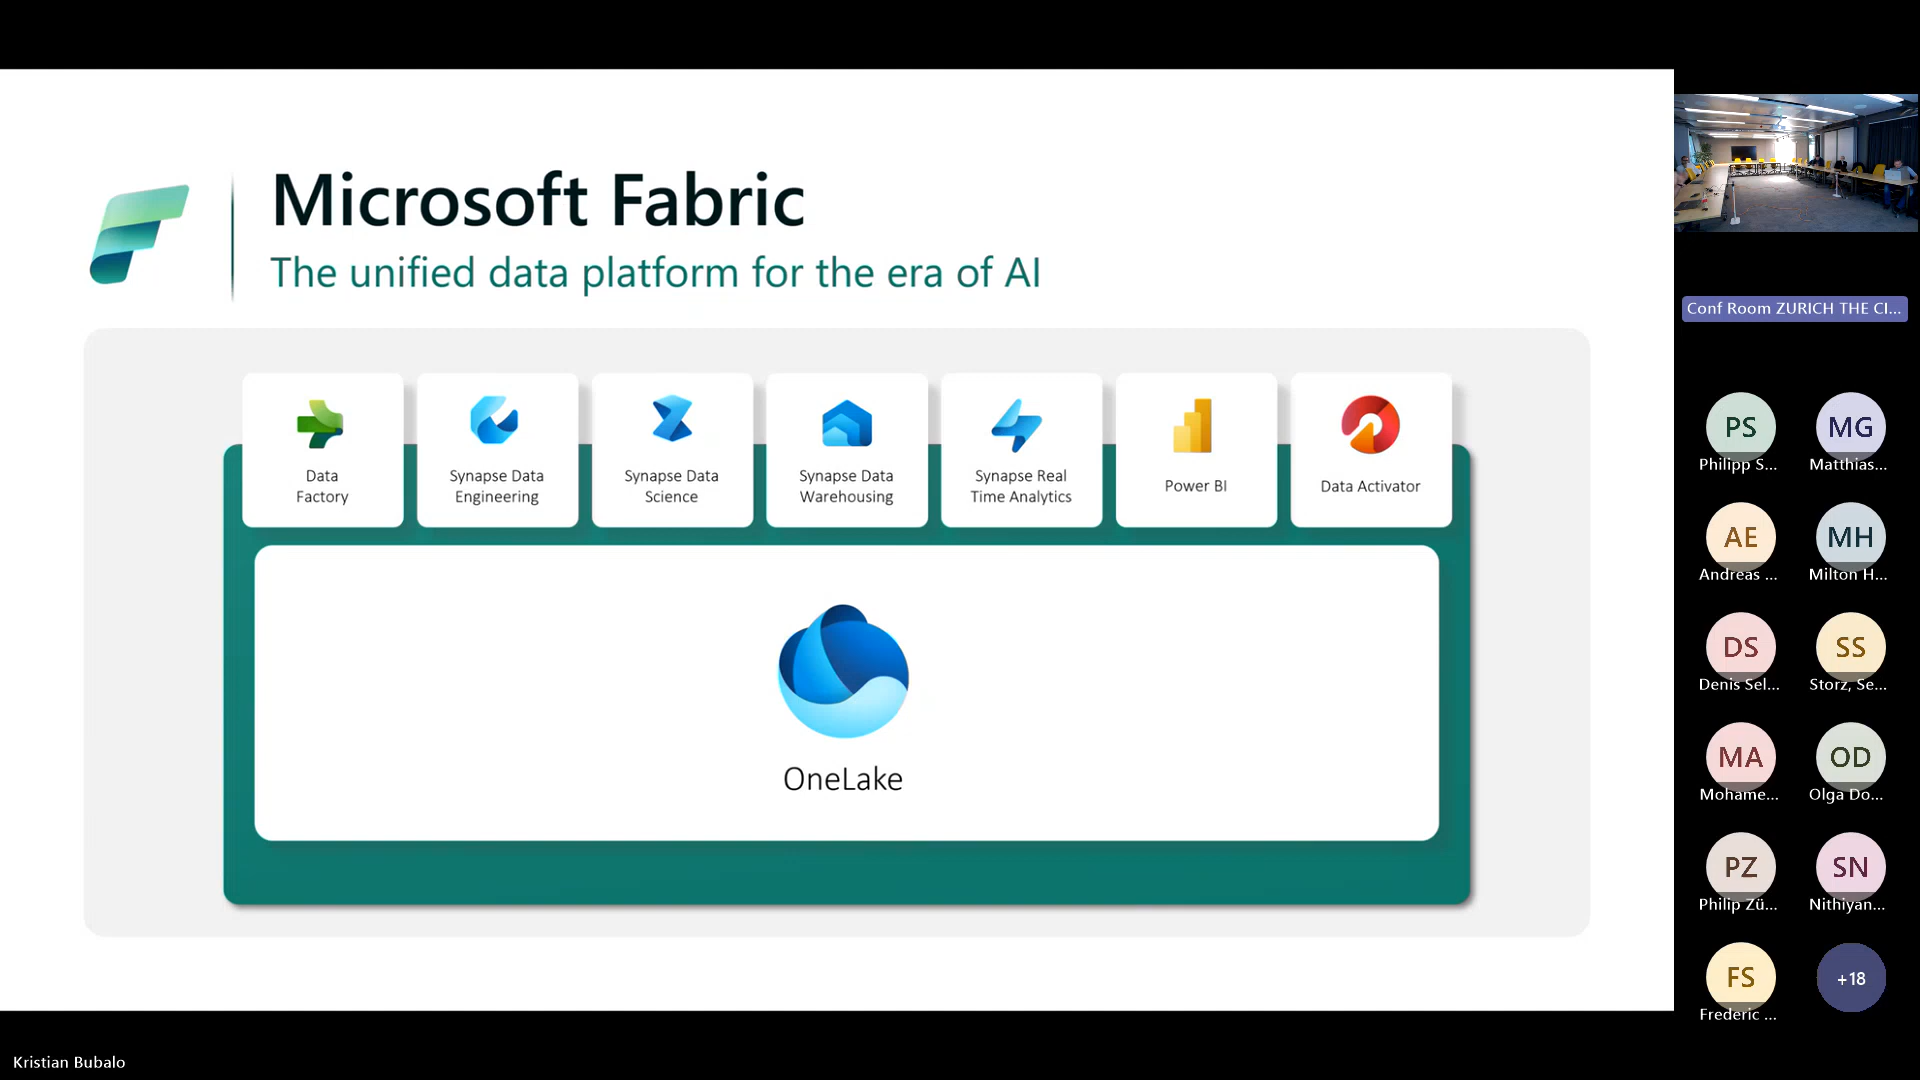 Microsoft Fabric
The unified data platform for the era of AI
Data
Factory
Synapse Data
Engineering
Synapse Data
Science
Synapse Data
Warehousing
Synapse Real
Time Analytics
Power BI
Data Activator
OneLake
Conf Room ZURICH THE CI...
PS
Philipp S...
MG
Matthias...
AE
Andreas ...
MH
Milton H...
DS
Denis Sel...
SS
Storz, Se...
MA
Mohame...
OD
Olga Do...
PZ
Philip Zü...
SN
Nithiyan...
FS
Frederic ...
+18
Kristian Bubalo